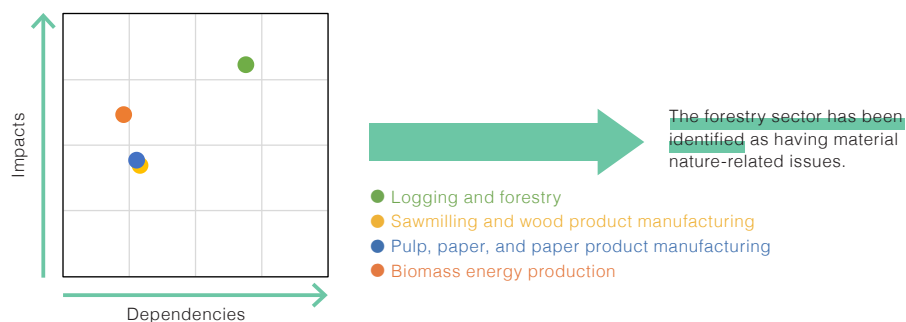 Impacts
Dependencies
The forestry sector has been
identified as having material
nature-related issues.
Logging and forestry
Sawmilling and wood product manufacturing
Pulp, paper, and paper product manufacturing
Biomass energy production